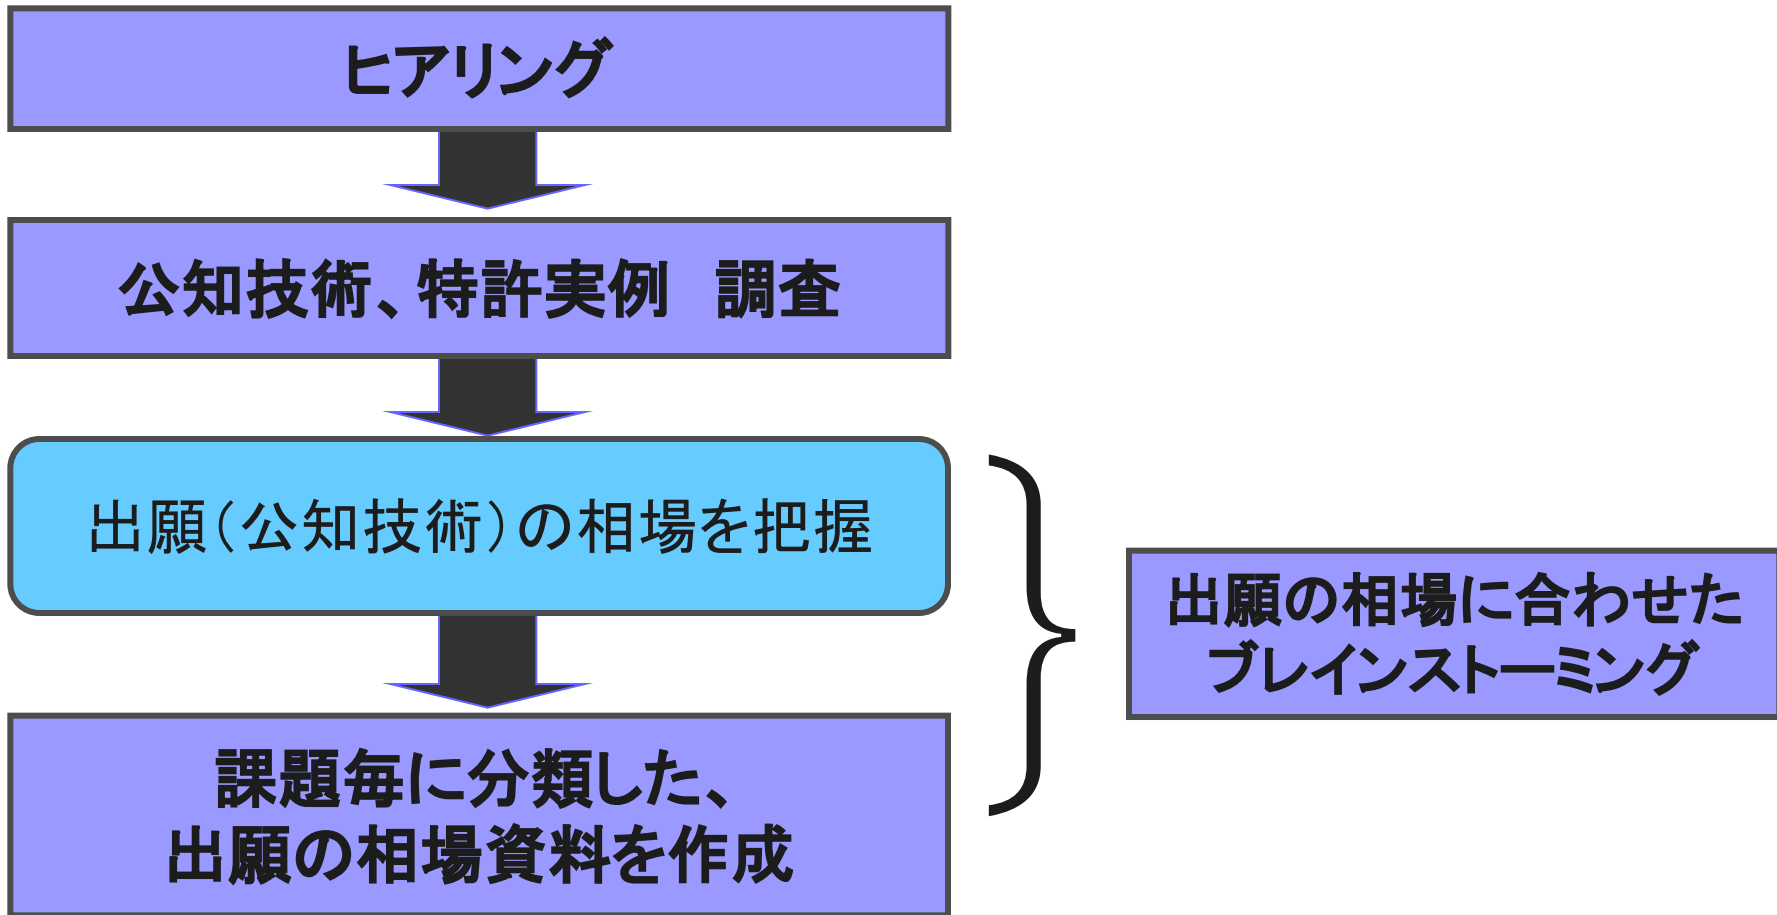 ヒアリング
公知技術、特許実例　調査
出願(公知技術)の相場を把握
課題毎に分類した、
出願の相場資料を作成
出願の相場に合わせた
ブレインストーミング